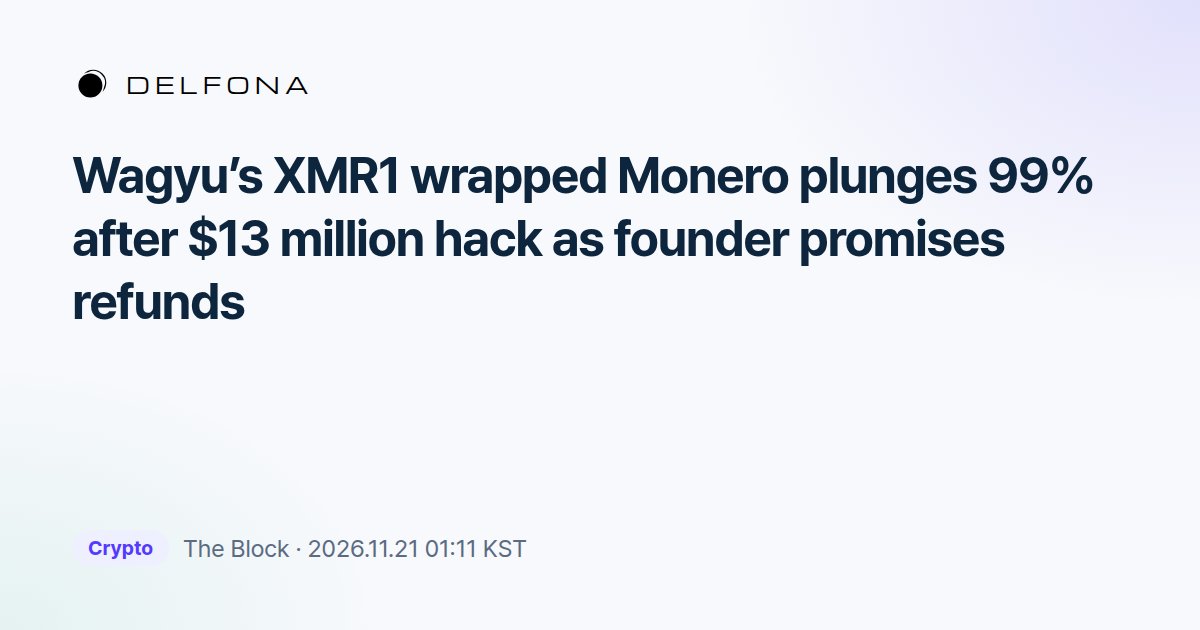 DELFONA
Wagyu’s XMR1 wrapped Monero plunges 99%
after $13 million hack as founder promises
refunds
Crypto The Block · 2026.11.21 01:11 KST